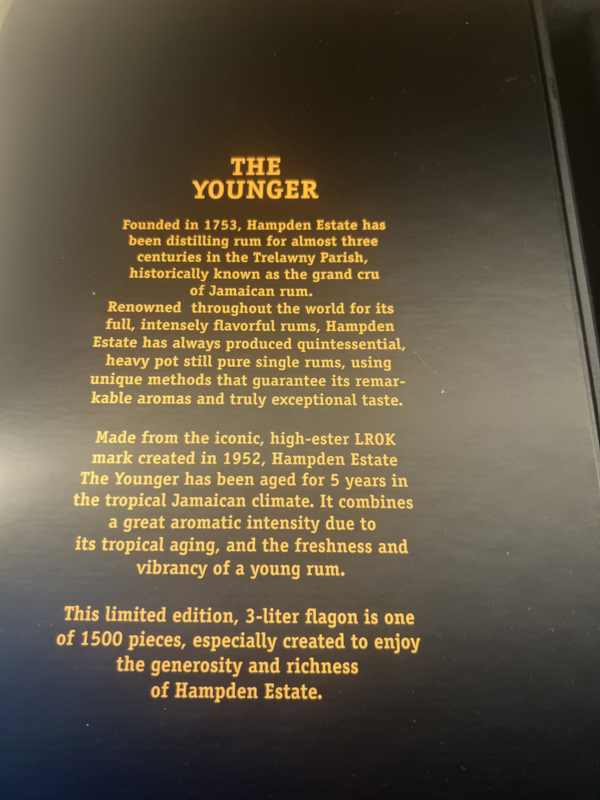 THE
YOUNGER
Founded in 1753, Hampden Estate has
been distilling rum for almost three
centuries in the Trelawny Parish,
historically known as the grand cru
of Jamaican rum.
Renowned throughout the world for its
full, intensely flavorful rums, Hampden
Estate has always produced quintessential,
heavy pot still pure single rums, using
unique methods that guarantee its remar-
kable aromas and truly exceptional taste.
Made from the iconic, high-ester LROK
mark created in 1952, Hampden Estate
The Younger has been aged for 5 years in
the tropical Jamaican climate. It combines
a great aromatic intensity due to
its tropical aging, and the freshness and
vibrancy of a young rum.
This limited edition, 3-liter flagon is one
of 1500 pieces, especially created to enjoy
the generosity and richness
of Hampden Estate.